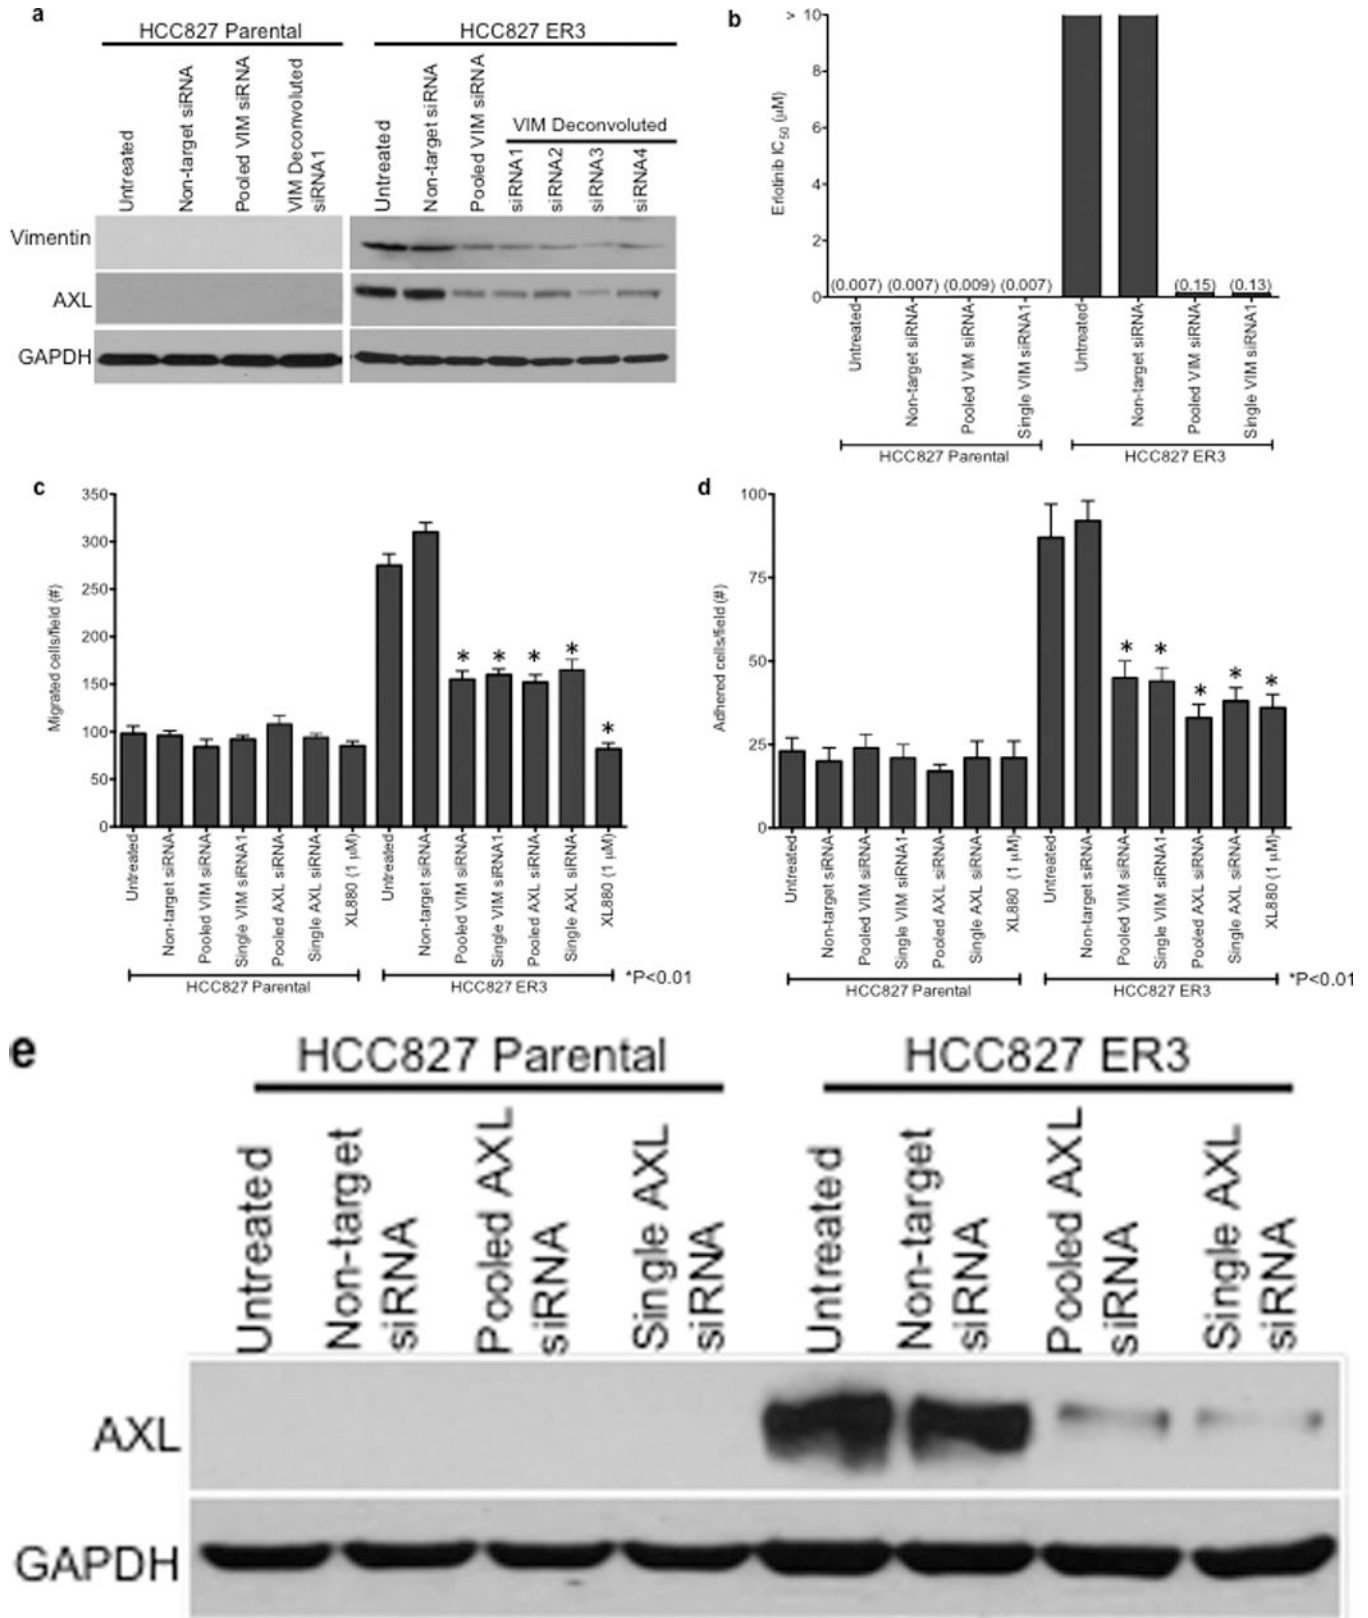 a
HCC827 Parental
HCC827 ER3
Untreated
Non-target siRNA
Pooled VIM siRNA
VIM Deconvoluted
siRNA1
Untreated
Non-target siRNA
Pooled VIM siRNA
VIM Deconvoluted
siRNA1
siRNA2
siRNA3
siRNA4
Vimentin
AXL
GAPDH
b
> 10
8
6
4
2
0
Erlotinib IC50 (µM)
(0.007) (0.007) (0.009) (0.007)
(0.15) (0.13)
Untreated
Non-target siRNA
Pooled VIM siRNA
Single VIM siRNA1
Untreated
Non-target siRNA
Pooled VIM siRNA
Single VIM siRNA1
HCC827 Parental
HCC827 ER3
c
350
300
250
200
150
100
50
0
Migrated cells/field (#)
* * * * *
Untreated
Non-target siRNA
Pooled VIM siRNA
Single VIM siRNA1
Pooled AXL siRNA
Single AXL siRNA
XL880 (1 µM)
Untreated
Non-target siRNA
Pooled VIM siRNA
Single VIM siRNA1
Pooled AXL siRNA
Single AXL siRNA
XL880 (1 µM)
HCC827 Parental
HCC827 ER3
*P<0.01
d
100
75
50
25
0
Adhered cells/field (#)
* * * * *
Untreated
Non-target siRNA
Pooled VIM siRNA
Single VIM siRNA1
Pooled AXL siRNA
Single AXL siRNA
XL880 (1 µM)
Untreated
Non-target siRNA
Pooled VIM siRNA
Single VIM siRNA1
Pooled AXL siRNA
Single AXL siRNA
XL880 (1 µM)
HCC827 Parental
HCC827 ER3
*P<0.01
e
HCC827 Parental
HCC827 ER3
Untreated
Non-target
siRNA
Pooled AXL
siRNA
Single AXL
siRNA
Untreated
Non-target
siRNA
Pooled AXL
siRNA
Single AXL
siRNA
AXL
GAPDH